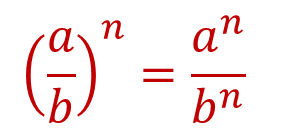 (a/b)^n = a^n/b^n